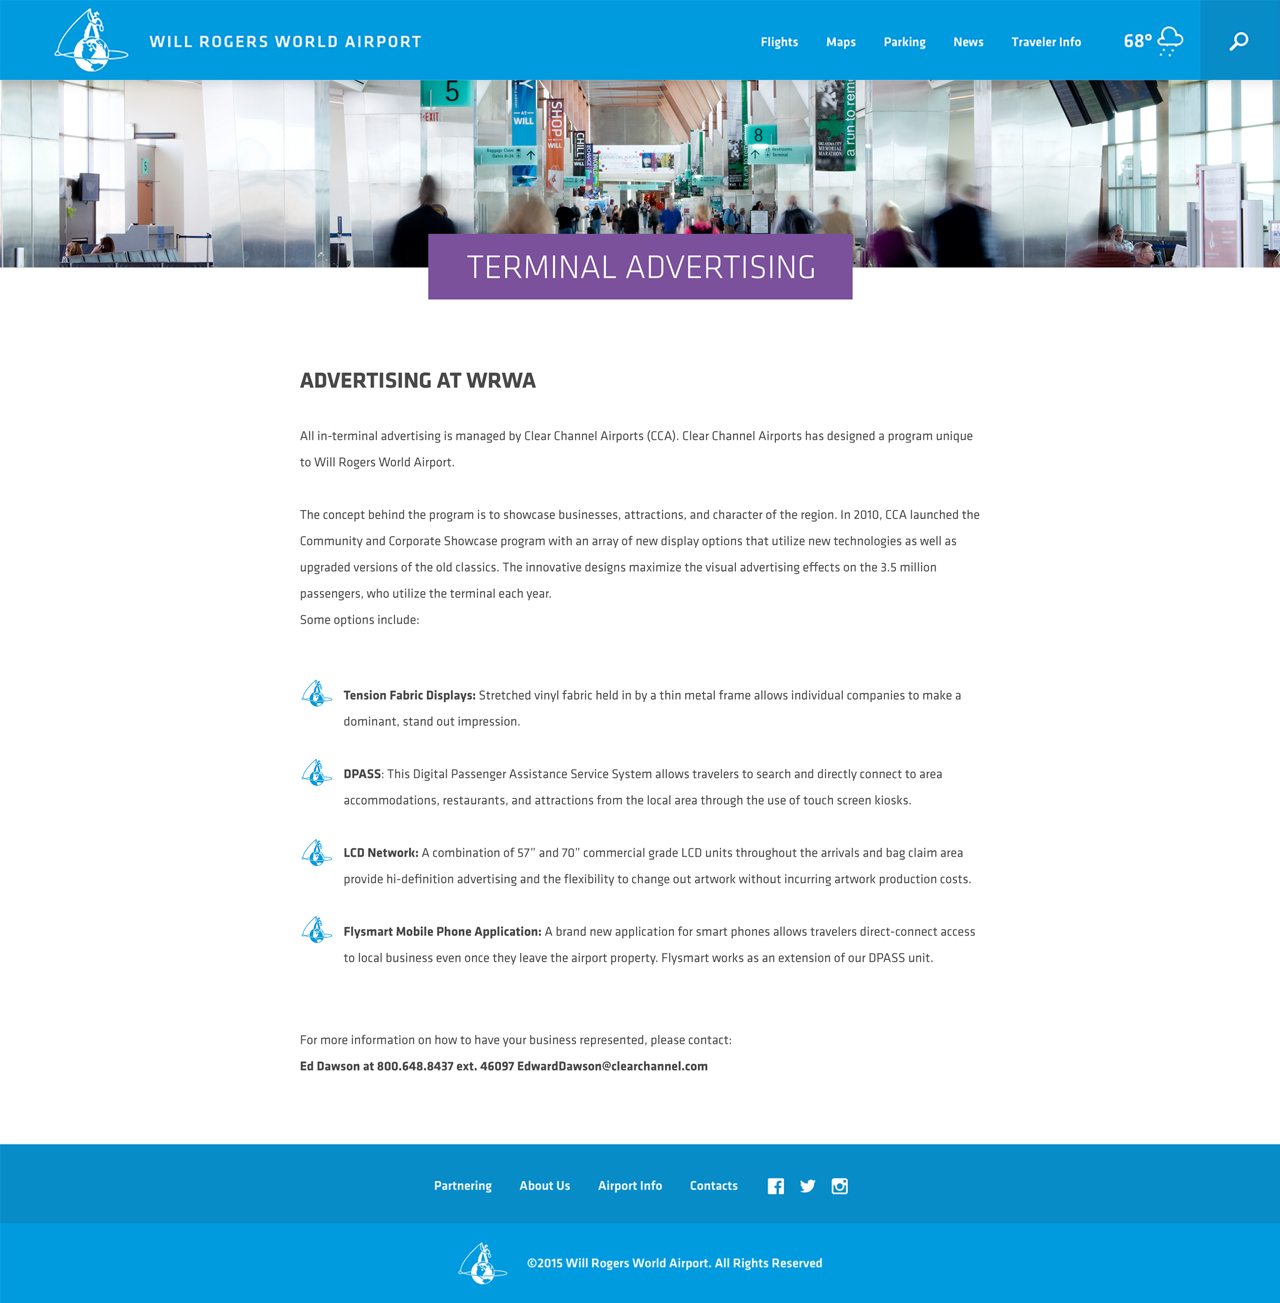 WILL ROGERS WORLD AIRPORT
Flights Maps Parking News Traveler Info 68°
5
EXIT
AT
WILL
SHOP
WILL
CHILL
Baggage Claim
Gates 6-24
8
Restrooms
Terminal
OKLAHOMA CITY
MEMORIAL
MARATHON
a run to rem
5
TERMINAL ADVERTISING
ADVERTISING AT WRWA
All in-terminal advertising is managed by Clear Channel Airports (CCA). Clear Channel Airports has designed a program unique
to Will Rogers World Airport.
The concept behind the program is to showcase businesses, attractions, and character of the region. In 2010, CCA launched the
Community and Corporate Showcase program with an array of new display options that utilize new technologies as well as
upgraded versions of the old classics. The innovative designs maximize the visual advertising effects on the 3.5 million
passengers, who utilize the terminal each year.
Some options include:
Tension Fabric Displays: Stretched vinyl fabric held in by a thin metal frame allows individual companies to make a
dominant, stand out impression.
DPASS: This Digital Passenger Assistance Service System allows travelers to search and directly connect to area
accommodations, restaurants, and attractions from the local area through the use of touch screen kiosks.
LCD Network: A combination of 57” and 70” commercial grade LCD units throughout the arrivals and bag claim area
provide hi-definition advertising and the flexibility to change out artwork without incurring artwork production costs.
Flysmart Mobile Phone Application: A brand new application for smart phones allows travelers direct-connect access
to local business even once they leave the airport property. Flysmart works as an extension of our DPASS unit.
For more information on how to have your business represented, please contact:
Ed Dawson at 800.648.8437 ext. 46097 EdwardDawson@clearchannel.com
Partnering About Us Airport Info Contacts
©2015 Will Rogers World Airport. All Rights Reserved